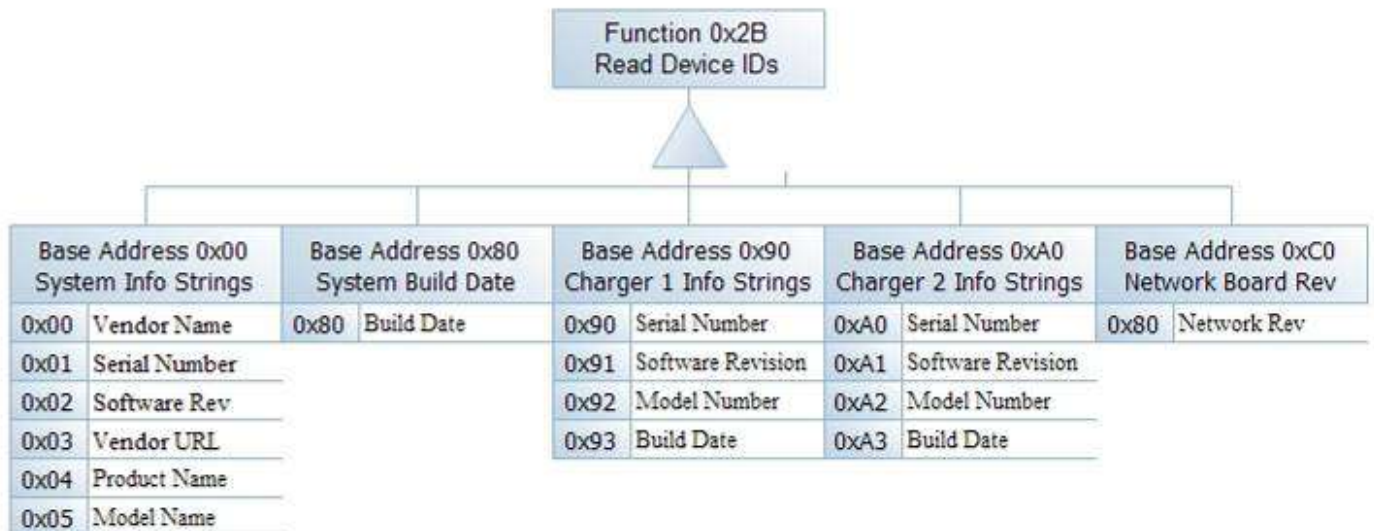 Function 0x2B
Read Device IDs
Base Address 0x00
System Info Strings
0x00 Vendor Name
0x01 Serial Number
0x02 Software Rev
0x03 Vendor URL
0x04 Product Name
0x05 Model Name
Base Address 0x80
System Build Date
0x80 Build Date
Base Address 0x90
Charger 1 Info Strings
0x90 Serial Number
0x91 Software Revision
0x92 Model Number
0x93 Build Date
Base Address 0xA0
Charger 2 Info Strings
0xA0 Serial Number
0xA1 Software Revision
0xA2 Model Number
0xA3 Build Date
Base Address 0xC0
Network Board Rev
0x80 Network Rev